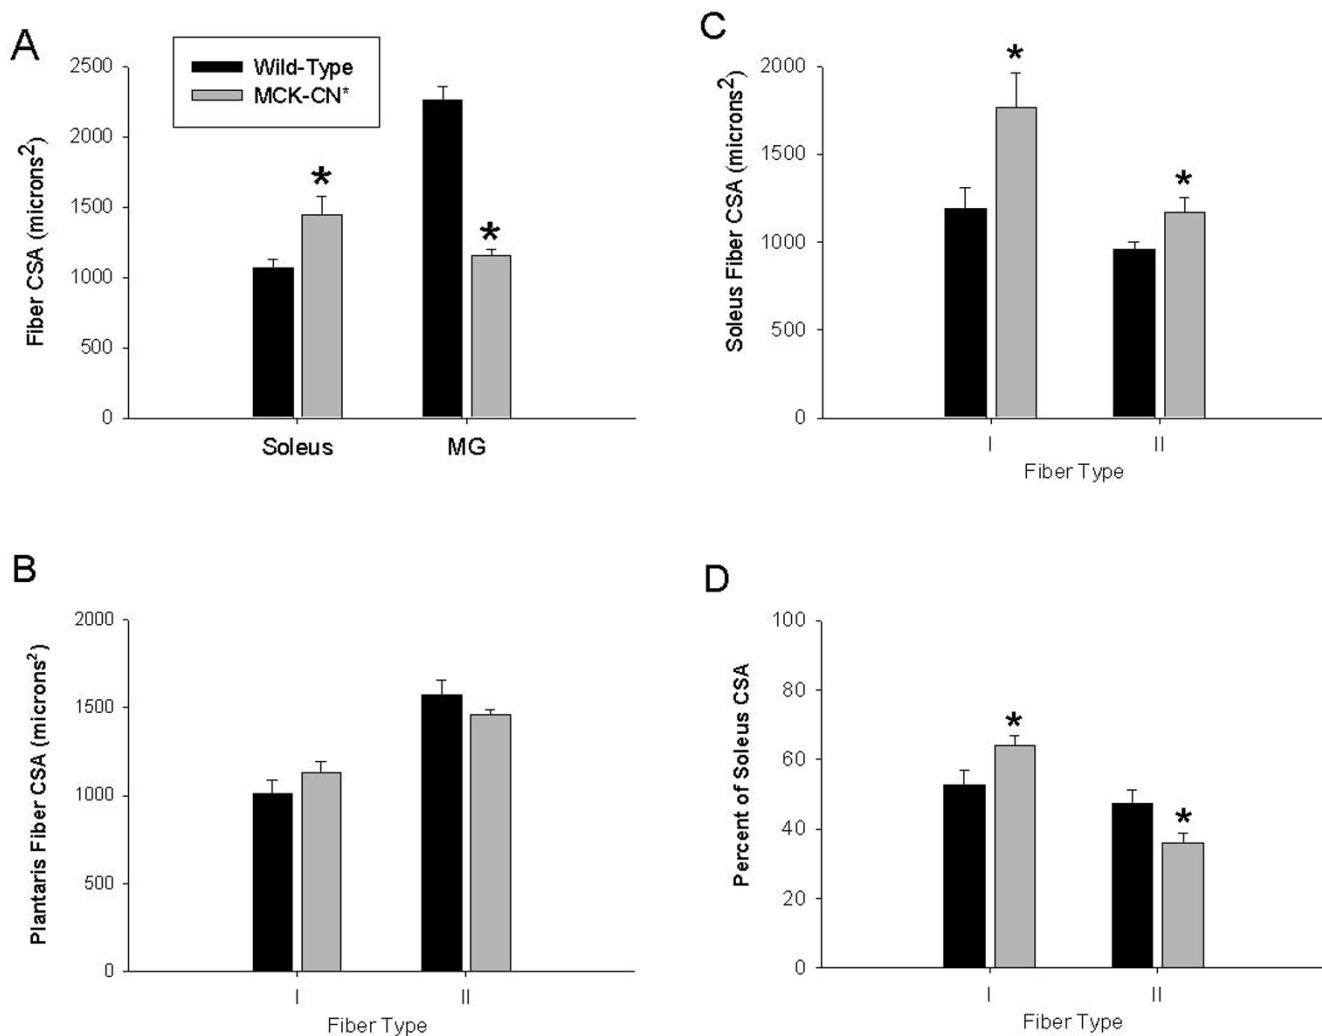 A
Wild-Type
MCK-CN*
Fiber CSA (microns2)
2500
2000
1500
1000
500
0
*
*
Soleus
MG
C
Soleus Fiber CSA (microns2)
2000
1500
1000
500
0
*
*
I
II
Fiber Type
B
Plantaris Fiber CSA (microns2)
2000
1500
1000
500
0
I
II
Fiber Type
D
Percent of Soleus CSA
100
80
60
40
20
0
*
*
I
II
Fiber Type